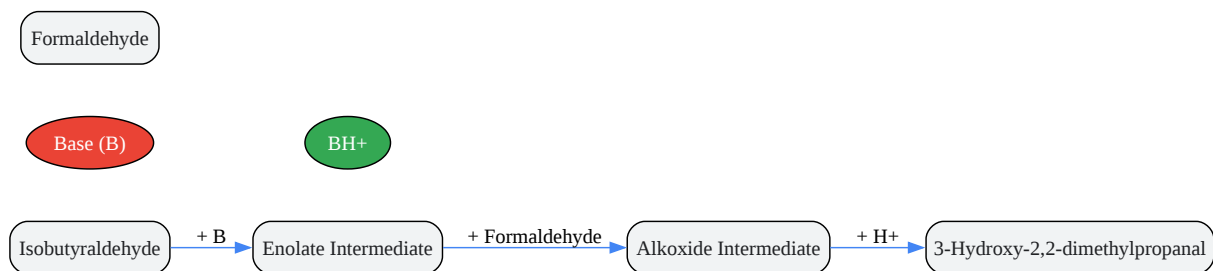 Formaldehyde
Base (B)
BH+
Isobutyraldehyde
+ B
Enolate Intermediate
+ Formaldehyde
Alkoxide Intermediate
+ H+
3-Hydroxy-2,2-dimethylpropanal